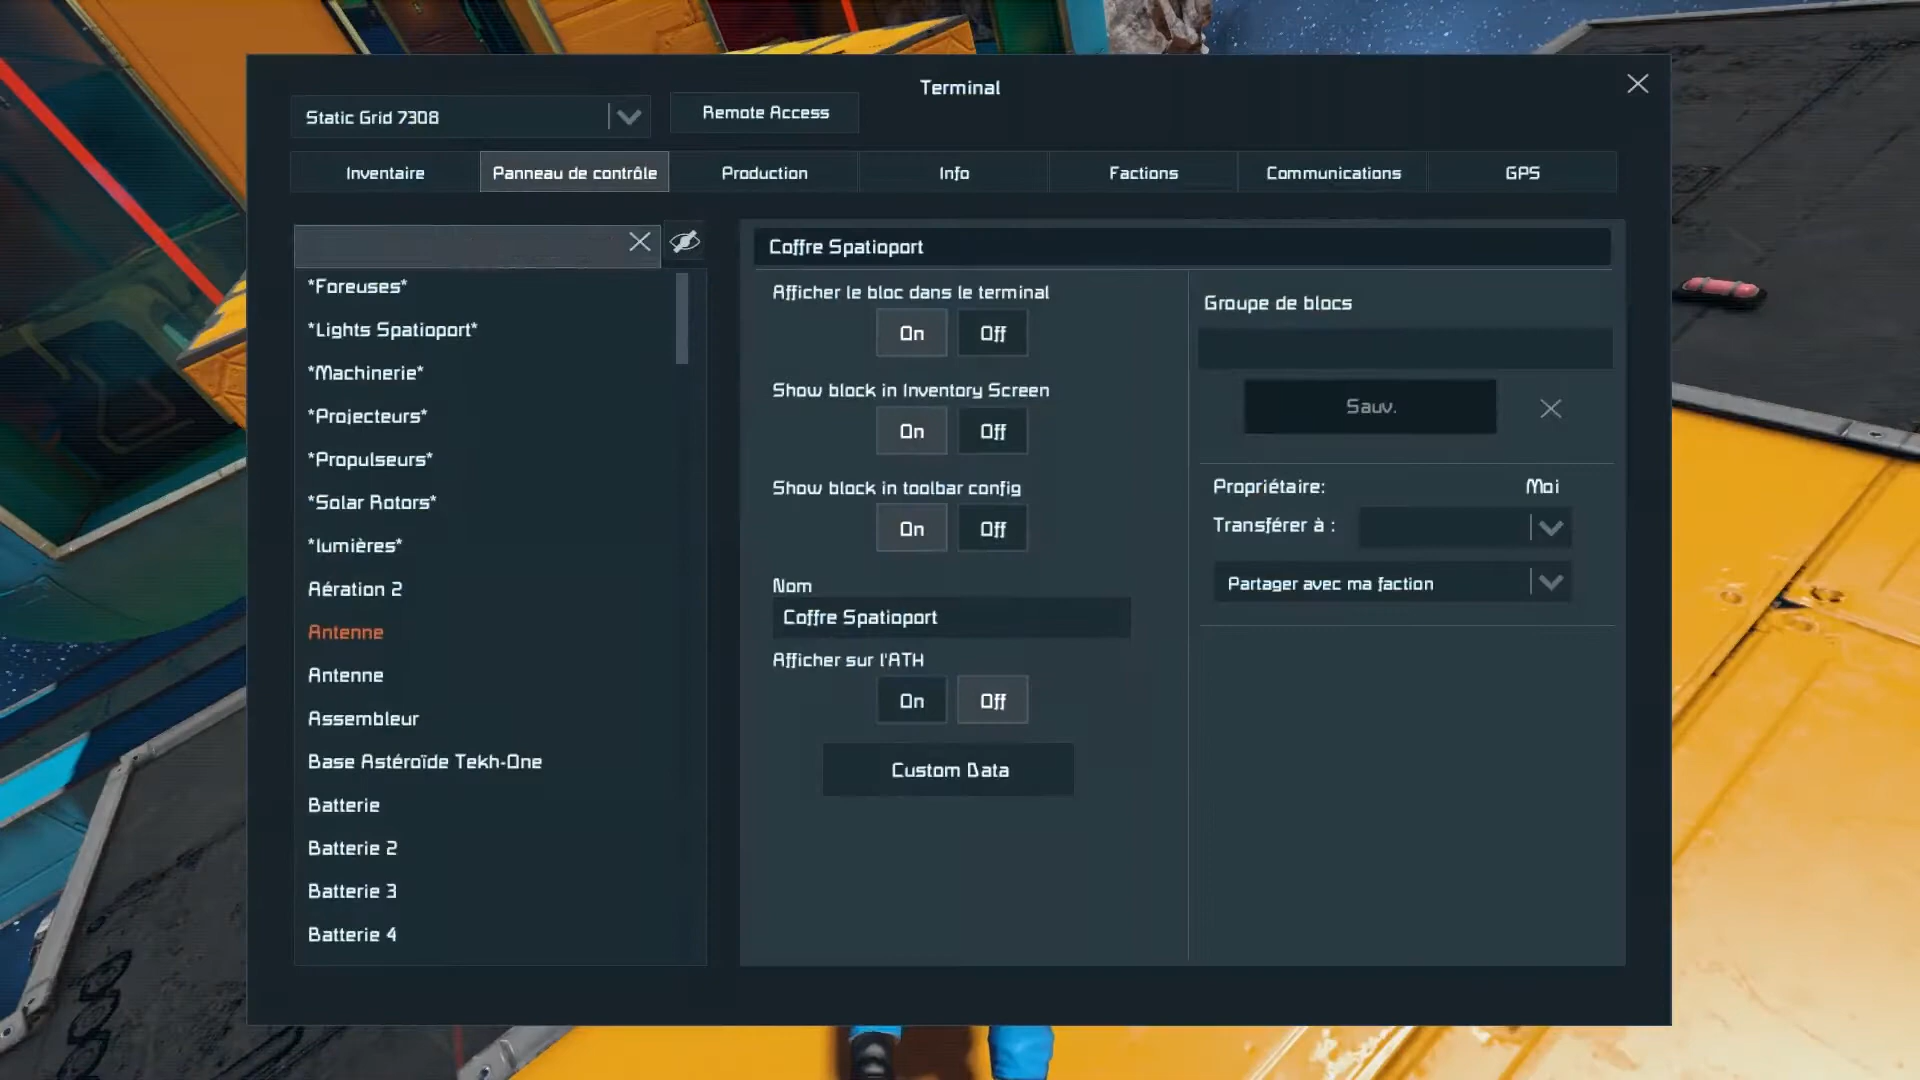 Terminal
Static Grid 7308
Remote Access
Inventaire
Panneau de contrôle
Production
Info
Factions
Communications
GPS
*Foreuses*
*Lights Spatioport*
*Machinerie*
*Projecteurs*
*Propulseurs*
*Solar Rotors*
*lumières*
Aération 2
Antenne
Antenne
Assembleur
Base Astéroïde Tekh-One
Batterie
Batterie 2
Batterie 3
Batterie 4
Coffre Spatioport
Afficher le bloc dans le terminal
On Off
Show block in Inventory Screen
On Off
Show block in toolbar config
On Off
Nom
Coffre Spatioport
Afficher sur l'ATH
On Off
Custom Data
Groupe de blocs
Sauv.
Propriétaire: Moi
Transférer à :
Partager avec ma faction